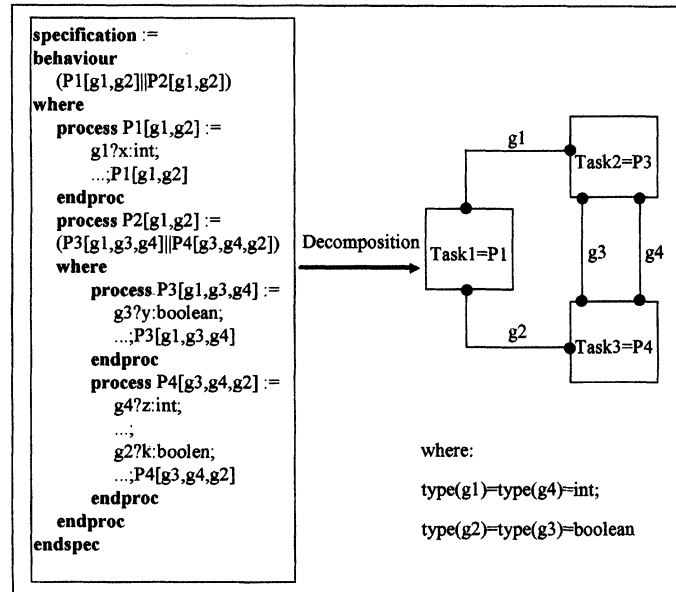 specification :=
behaviour
(P1[g1,g2]||P2[g1,g2])
where
process P1[g1,g2] :=
g1?x:int;
...;P1[g1,g2]
endproc
process P2[g1,g2] :=
(P3[g1,g3,g4]||P4[g3,g4,g2])
where
process P3[g1,g3,g4] :=
g3?y:boolean;
...;P3[g1,g3,g4]
endproc
process P4[g3,g4,g2] :=
g4?z:int;
...;
g2?k:boolen;
...;P4[g3,g4,g2]
endproc
endproc
endspec
Decomposition
g1
Task2=P3
Task1=P1
g3
g4
g2
Task3=P4
where:
type(g1)=type(g4)=int;
type(g2)=type(g3)=boolean